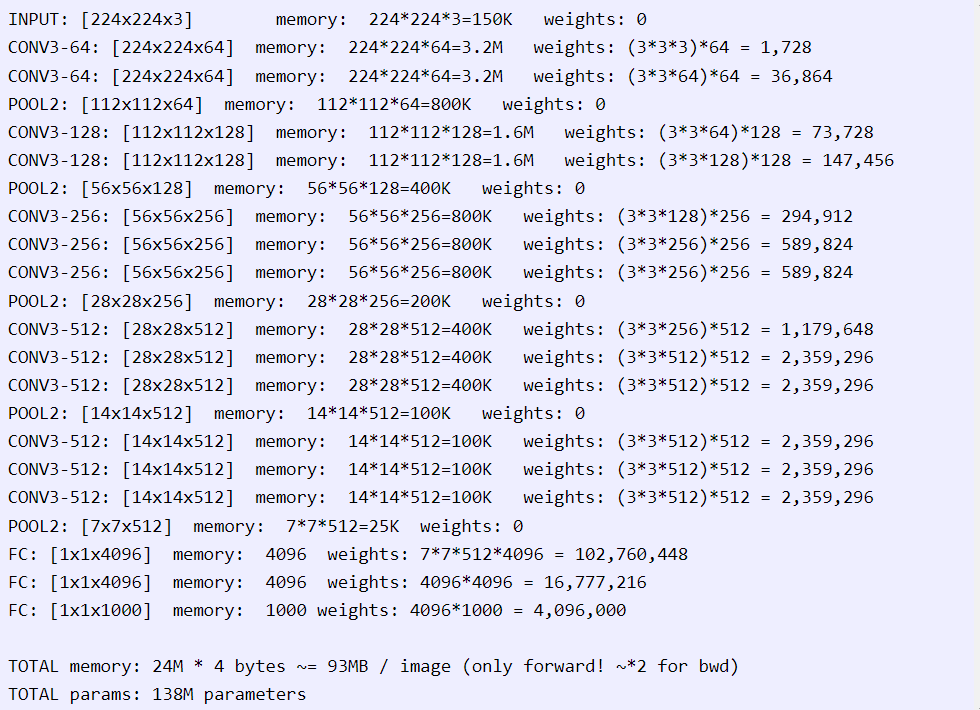 INPUT: [224x224x3]        memory:  224*224*3=150K   weights: 0
CONV3-64: [224x224x64]  memory:  224*224*64=3.2M   weights: (3*3*3)*64 = 1,728
CONV3-64: [224x224x64]  memory:  224*224*64=3.2M   weights: (3*3*64)*64 = 36,864
POOL2: [112x112x64]  memory:  112*112*64=800K   weights: 0
CONV3-128: [112x112x128]  memory:  112*112*128=1.6M   weights: (3*3*64)*128 = 73,728
CONV3-128: [112x112x128]  memory:  112*112*128=1.6M   weights: (3*3*128)*128 = 147,456
POOL2: [56x56x128]  memory:  56*56*128=400K   weights: 0
CONV3-256: [56x56x256]  memory:  56*56*256=800K   weights: (3*3*128)*256 = 294,912
CONV3-256: [56x56x256]  memory:  56*56*256=800K   weights: (3*3*256)*256 = 589,824
CONV3-256: [56x56x256]  memory:  56*56*256=800K   weights: (3*3*256)*256 = 589,824
POOL2: [28x28x256]  memory:  28*28*256=200K   weights: 0
CONV3-512: [28x28x512]  memory:  28*28*512=400K   weights: (3*3*256)*512 = 1,179,648
CONV3-512: [28x28x512]  memory:  28*28*512=400K   weights: (3*3*512)*512 = 2,359,296
CONV3-512: [28x28x512]  memory:  28*28*512=400K   weights: (3*3*512)*512 = 2,359,296
POOL2: [14x14x512]  memory:  14*14*512=100K   weights: 0
CONV3-512: [14x14x512]  memory:  14*14*512=100K   weights: (3*3*512)*512 = 2,359,296
CONV3-512: [14x14x512]  memory:  14*14*512=100K   weights: (3*3*512)*512 = 2,359,296
CONV3-512: [14x14x512]  memory:  14*14*512=100K   weights: (3*3*512)*512 = 2,359,296
POOL2: [7x7x512]  memory:  7*7*512=25K  weights: 0
FC: [1x1x4096]  memory:  4096  weights: 7*7*512*4096 = 102,760,448
FC: [1x1x4096]  memory:  4096  weights: 4096*4096 = 16,777,216
FC: [1x1x1000]  memory:  1000 weights: 4096*1000 = 4,096,000
TOTAL memory: 24M * 4 bytes ~= 93MB / image (only forward! ~*2 for bwd)
TOTAL params: 138M parameters